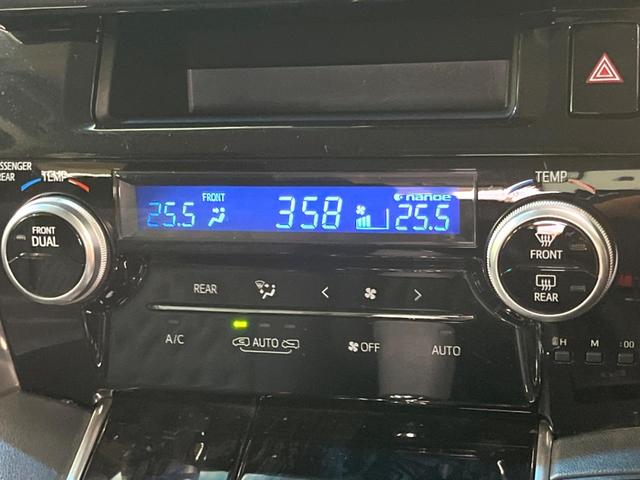 PASSENGER
REAR
TEMP
TEMP
FRONT
nanoe
25.5
358
25.5
FRONT
DUAL
FRONT
REAR
REAR
< >
A/C
AUTO
OFF
AUTO
H
M
:00